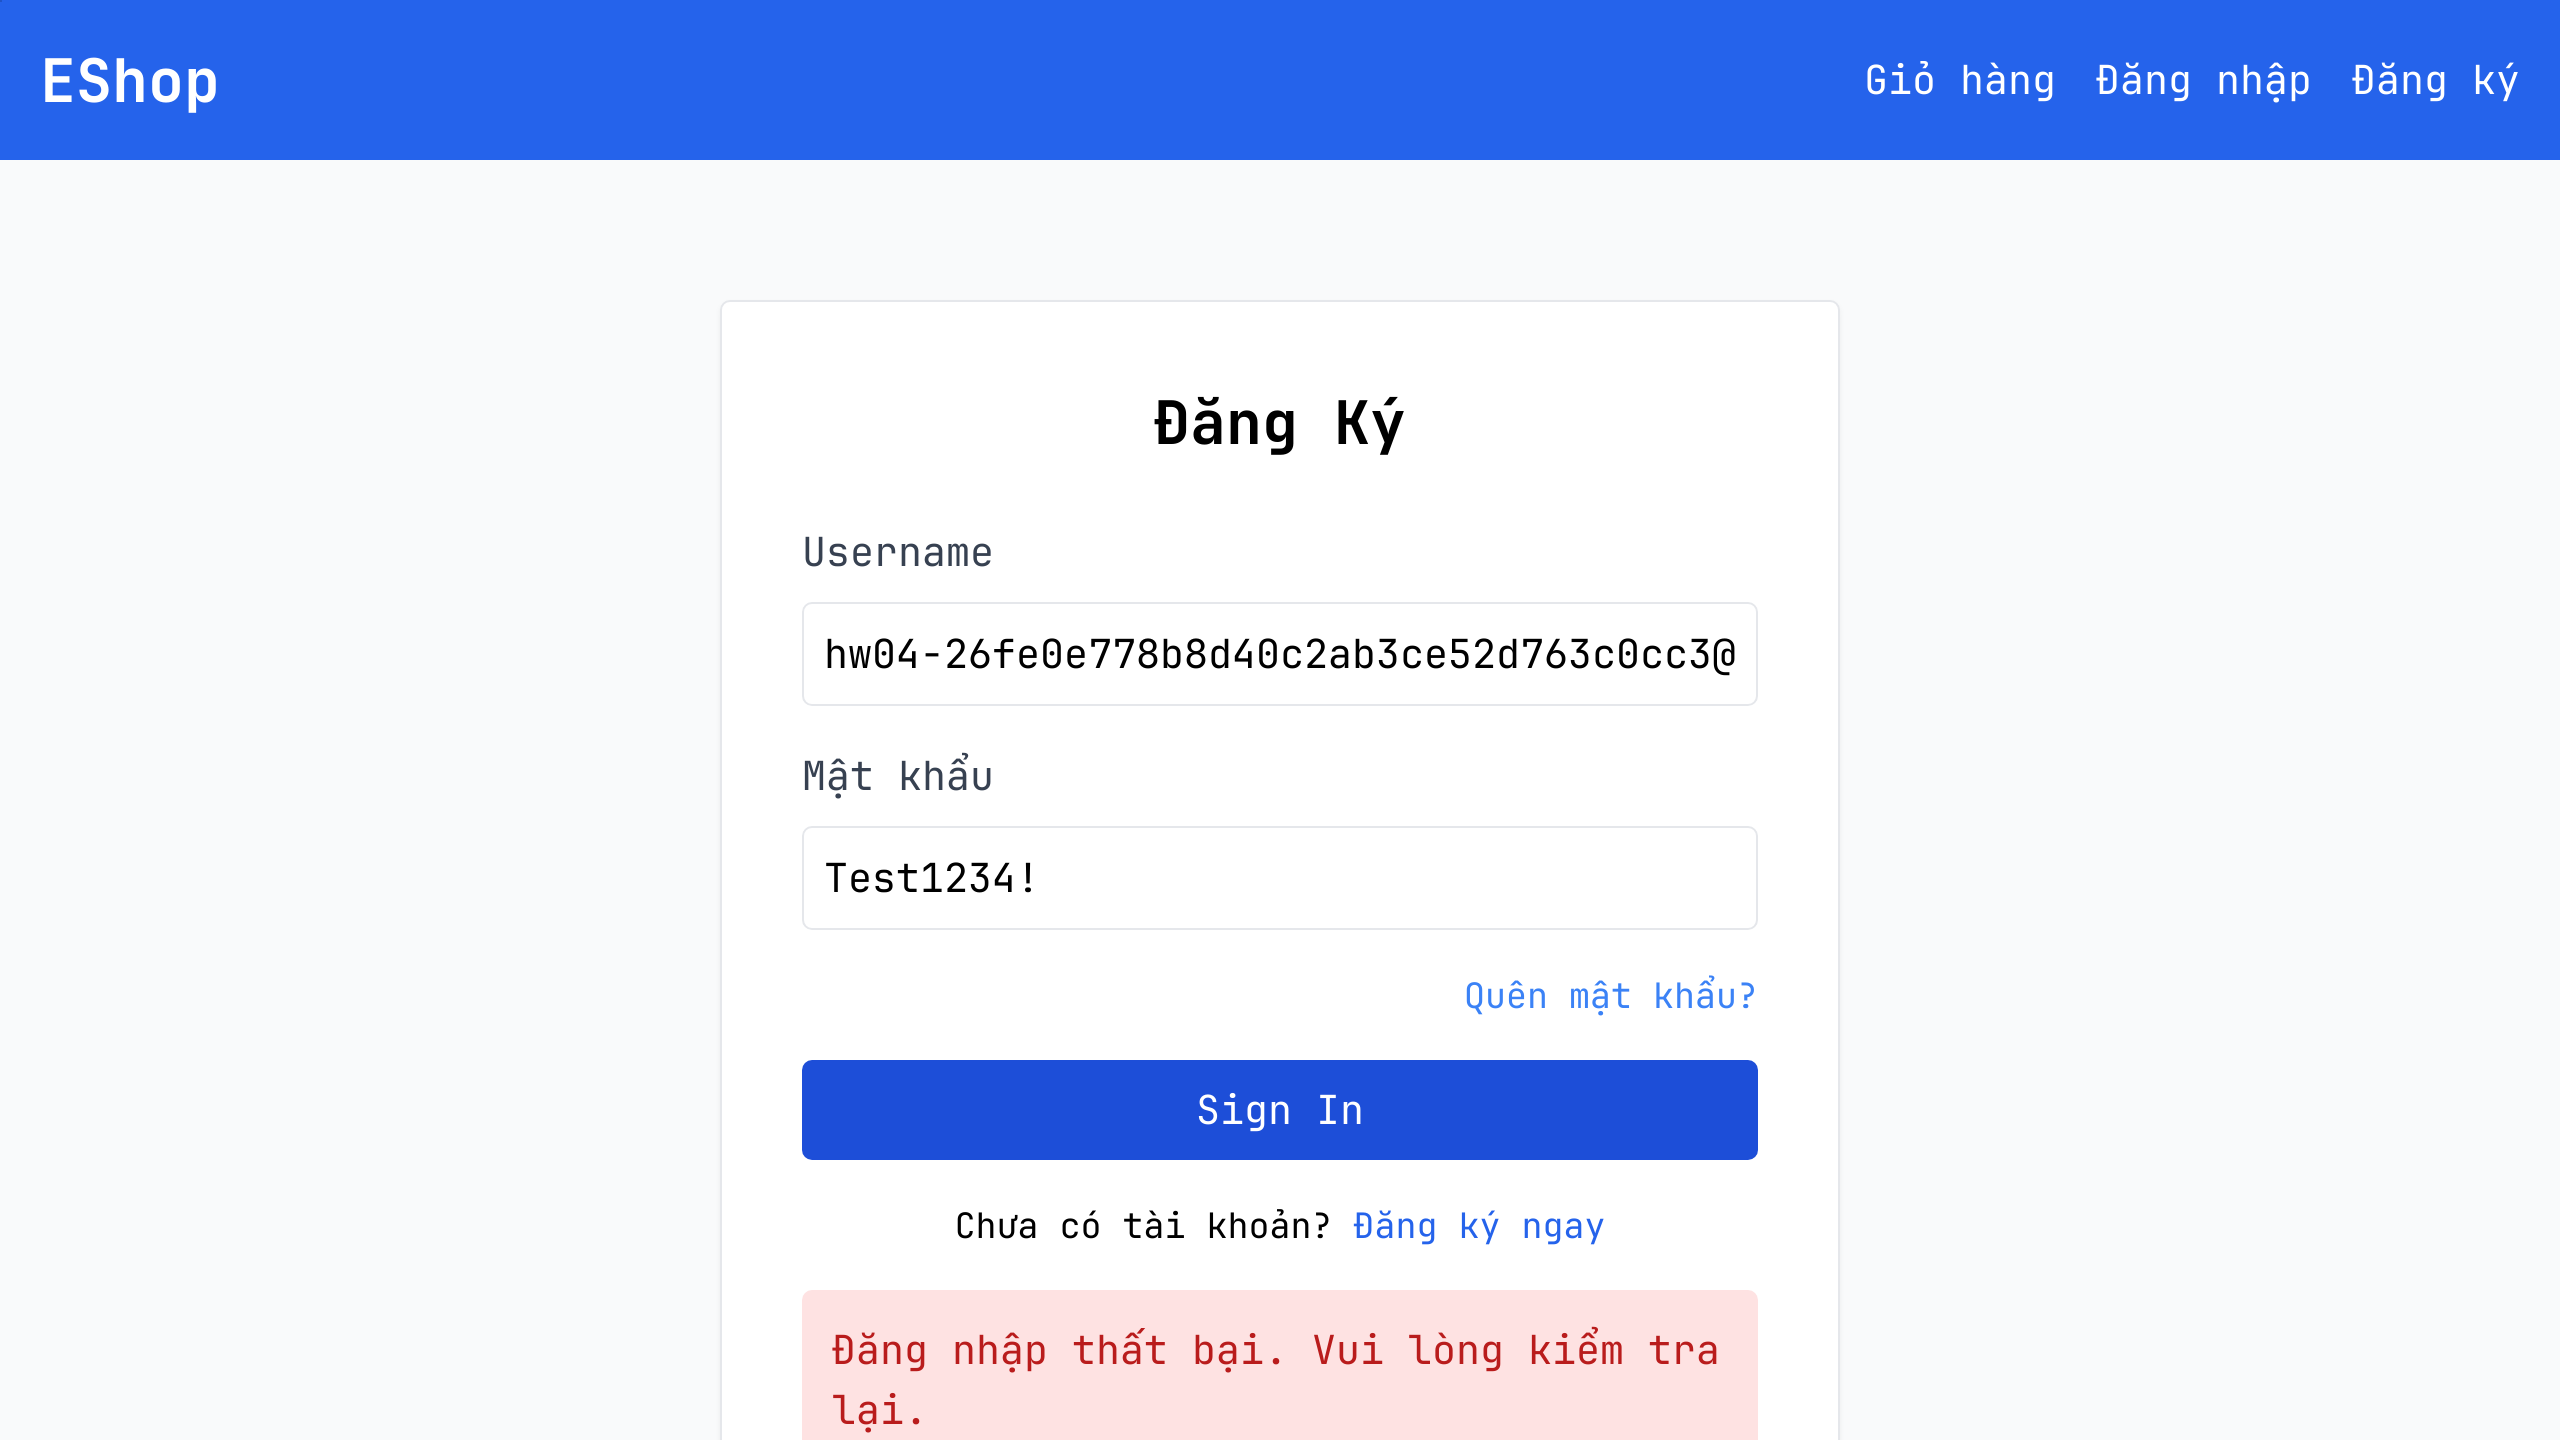 EShop
Giỏ hàng Đăng nhập Đăng ký
Đăng Ký
Username
hw04-26fe0e778b8d40c2ab3ce52d763c0cc3@
Mật khẩu
Test1234!
Quên mật khẩu?
Sign In
Chưa có tài khoản? Đăng ký ngay
Đăng nhập thất bại. Vui lòng kiểm tra
lại.